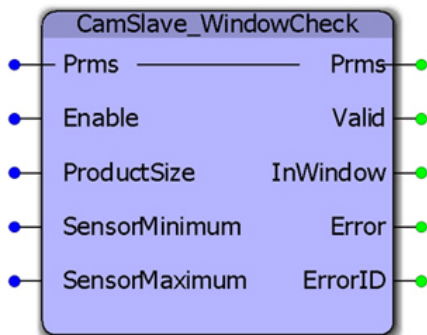 CamSlave_WindowCheck
Prms Prms
Enable Valid
ProductSize InWindow
SensorMinimum Error
SensorMaximum ErrorID